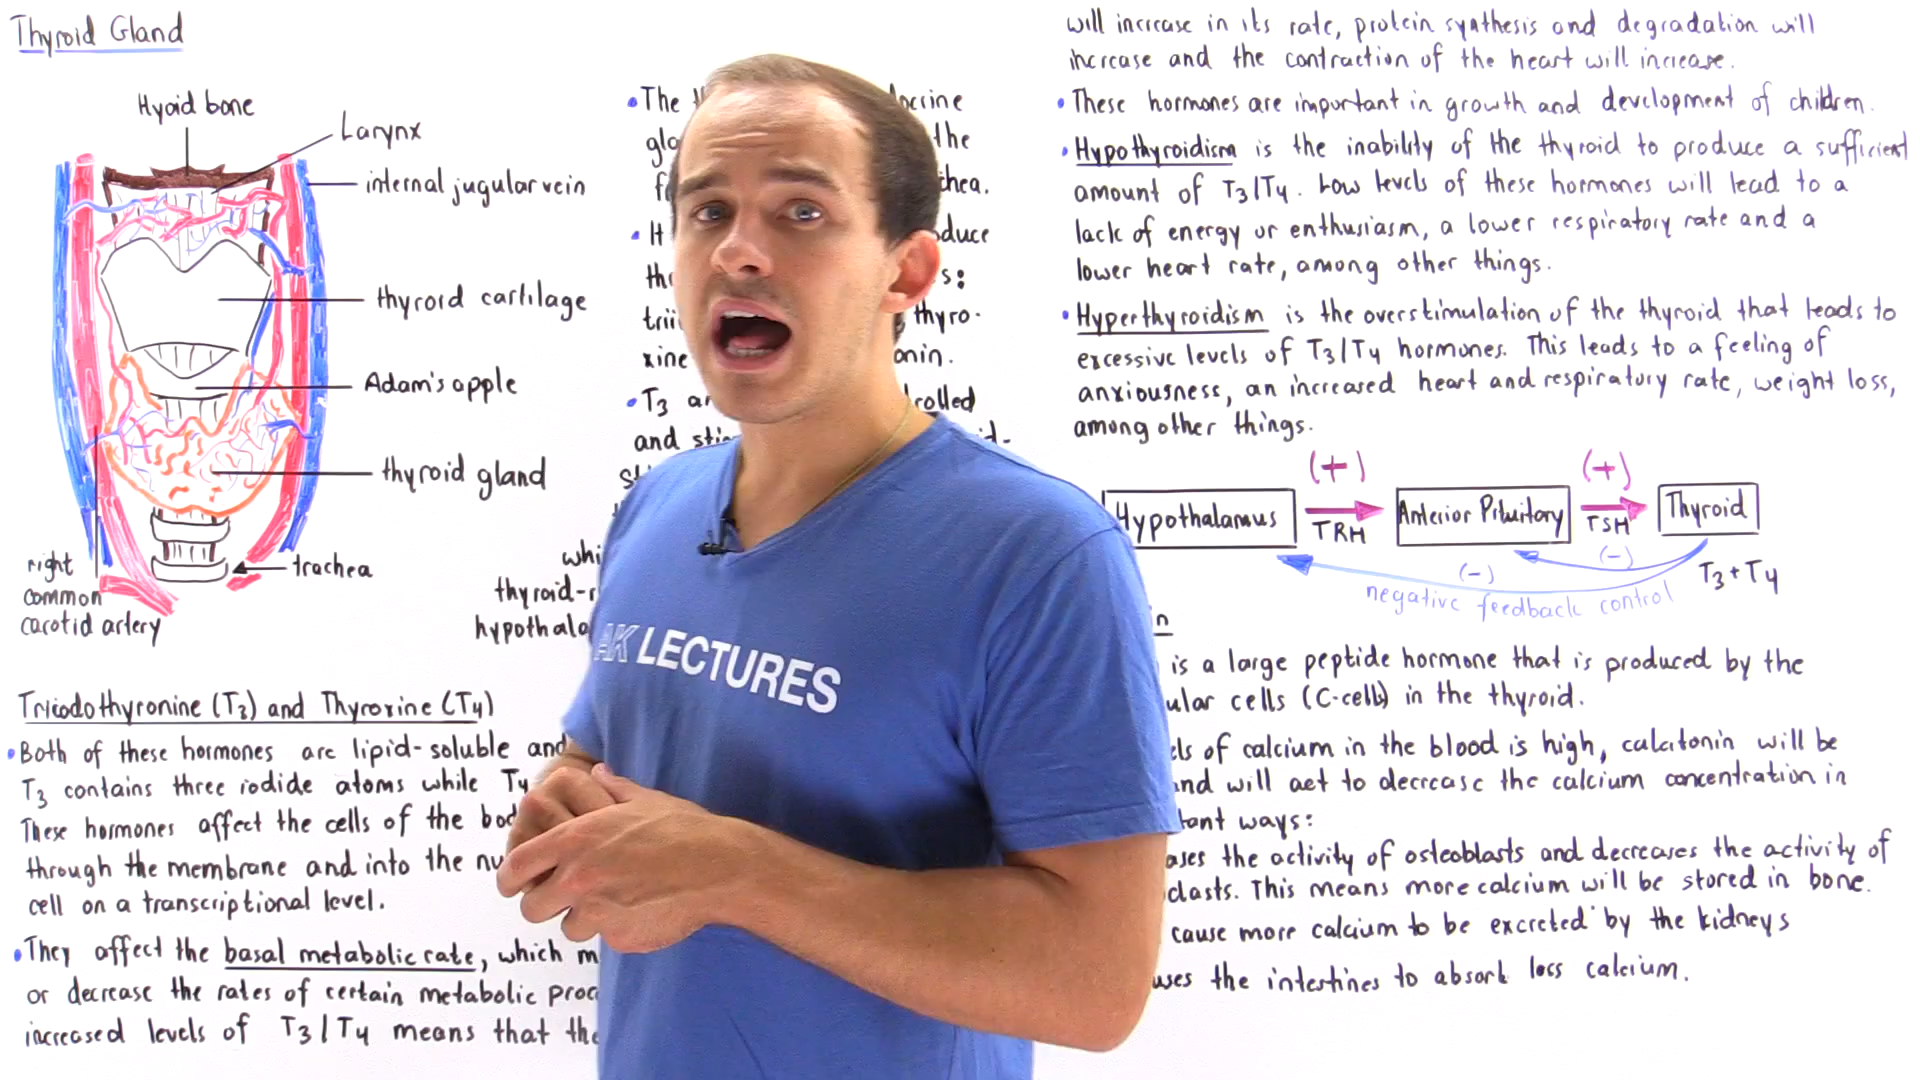 Thyroid Gland
Hyoid bone
Larynx
internal jugular vein
thyroid cartilage
Adam's apple
thyroid gland
trachea
right
common
carotid artery
• The
ocrine
the
• It
duce
s:
thyro-
xine
onin.
• T3
rolled
and
whi
thyroid-r
hypothala
Triiodothyronine (T3) and Thyroxine (T4)
• Both of these hormones are lipid-soluble and
T3 contains three iodide atoms while T4
These hormones affect the cells of the bod
through the membrane and into the nu
cell on a transcriptional level.
• They affect the basal metabolic rate, which m
or decrease the rates of certain metabolic proc
increased levels of T3/T4 means that the
will increase in its rate, protein synthesis and degradation will
increase and the contraction of the heart will increase.
• These hormones are important in growth and development of children.
• Hypothyroidism is the inability of the thyroid to produce a sufficient
amount of T3/T4. Low levels of these hormones will lead to a
lack of energy or enthusiasm, a lower respiratory rate and a
lower heart rate, among other things.
• Hyperthyroidism is the overstimulation of the thyroid that leads to
excessive levels of T3/T4 hormones. This leads to a feeling of
anxiousness, an increased heart and respiratory rate, weight loss,
among other things.
(+) (+)
Hypothalamus TRH Anterior Pituitary TSH Thyroid
(-) (-) T3+T4
negative feedback control
n
is a large peptide hormone that is produced by the
ular cells (C-cells) in the thyroid.
ls of calcium in the blood is high, calcitonin will be
nd will act to decrease the calcium concentration in
tant ways:
ases the activity of osteoblasts and decreases the activity of
clasts. This means more calcium will be stored in bone.
cause more calcium to be excreted by the kidneys
uses the intestines to absorb less calcium.
AK LECTURES